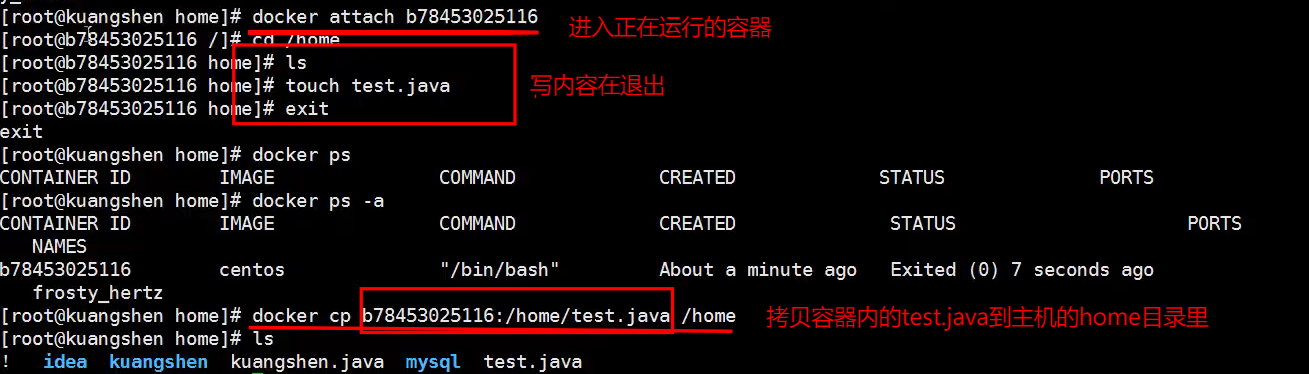 [root@kuangshen home]# docker attach b78453025116
进入正在运行的容器
[root@b78453025116 /]# cd /home
[root@b78453025116 home]# ls
[root@b78453025116 home]# touch test.java
写内容在退出
[root@b78453025116 home]# exit
exit
[root@kuangshen home]# docker ps
CONTAINER ID IMAGE COMMAND CREATED STATUS PORTS
[root@kuangshen home]# docker ps -a
CONTAINER ID IMAGE COMMAND CREATED STATUS PORTS
NAMES
b78453025116 centos "/bin/bash" About a minute ago Exited (0) 7 seconds ago
frosty_hertz
[root@kuangshen home]# docker cp b78453025116:/home/test.java /home
拷贝容器内的test.java到主机的home目录里
[root@kuangshen home]# ls
! idea kuangshen kuangshen.java mysql test.java